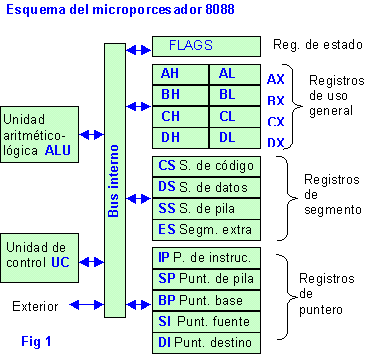 Esquema del microporcesador 8088
FLAGS
Reg. de estado
AH AL AX
BH BL BX
CH CL CX
DH DL DX
Registros
de uso
general
Unidad
aritmético-
lógica ALU
Bus interno
CS S. de código
DS S. de datos
SS S. de pila
ES Segm. extra
Registros
de
segmento
Unidad de
control UC
Exterior
IP P. de instruc.
SP Punt. de pila
BP Punt. base
SI Punt. fuente
DI Punt. destino
Registros
de
puntero
Fig 1